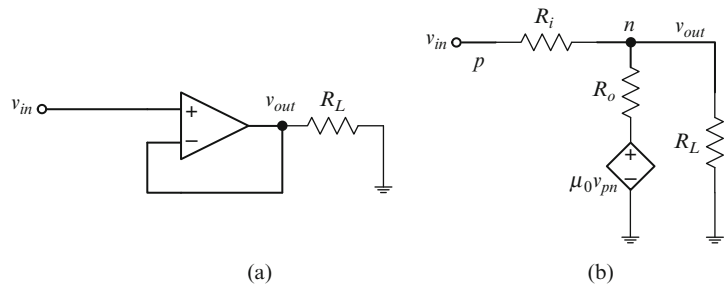 v_in
+
−
v_out
R_L
(a)
v_in
p
R_i
n
v_out
R_o
+
−
μ_0 v_pn
R_L
(b)